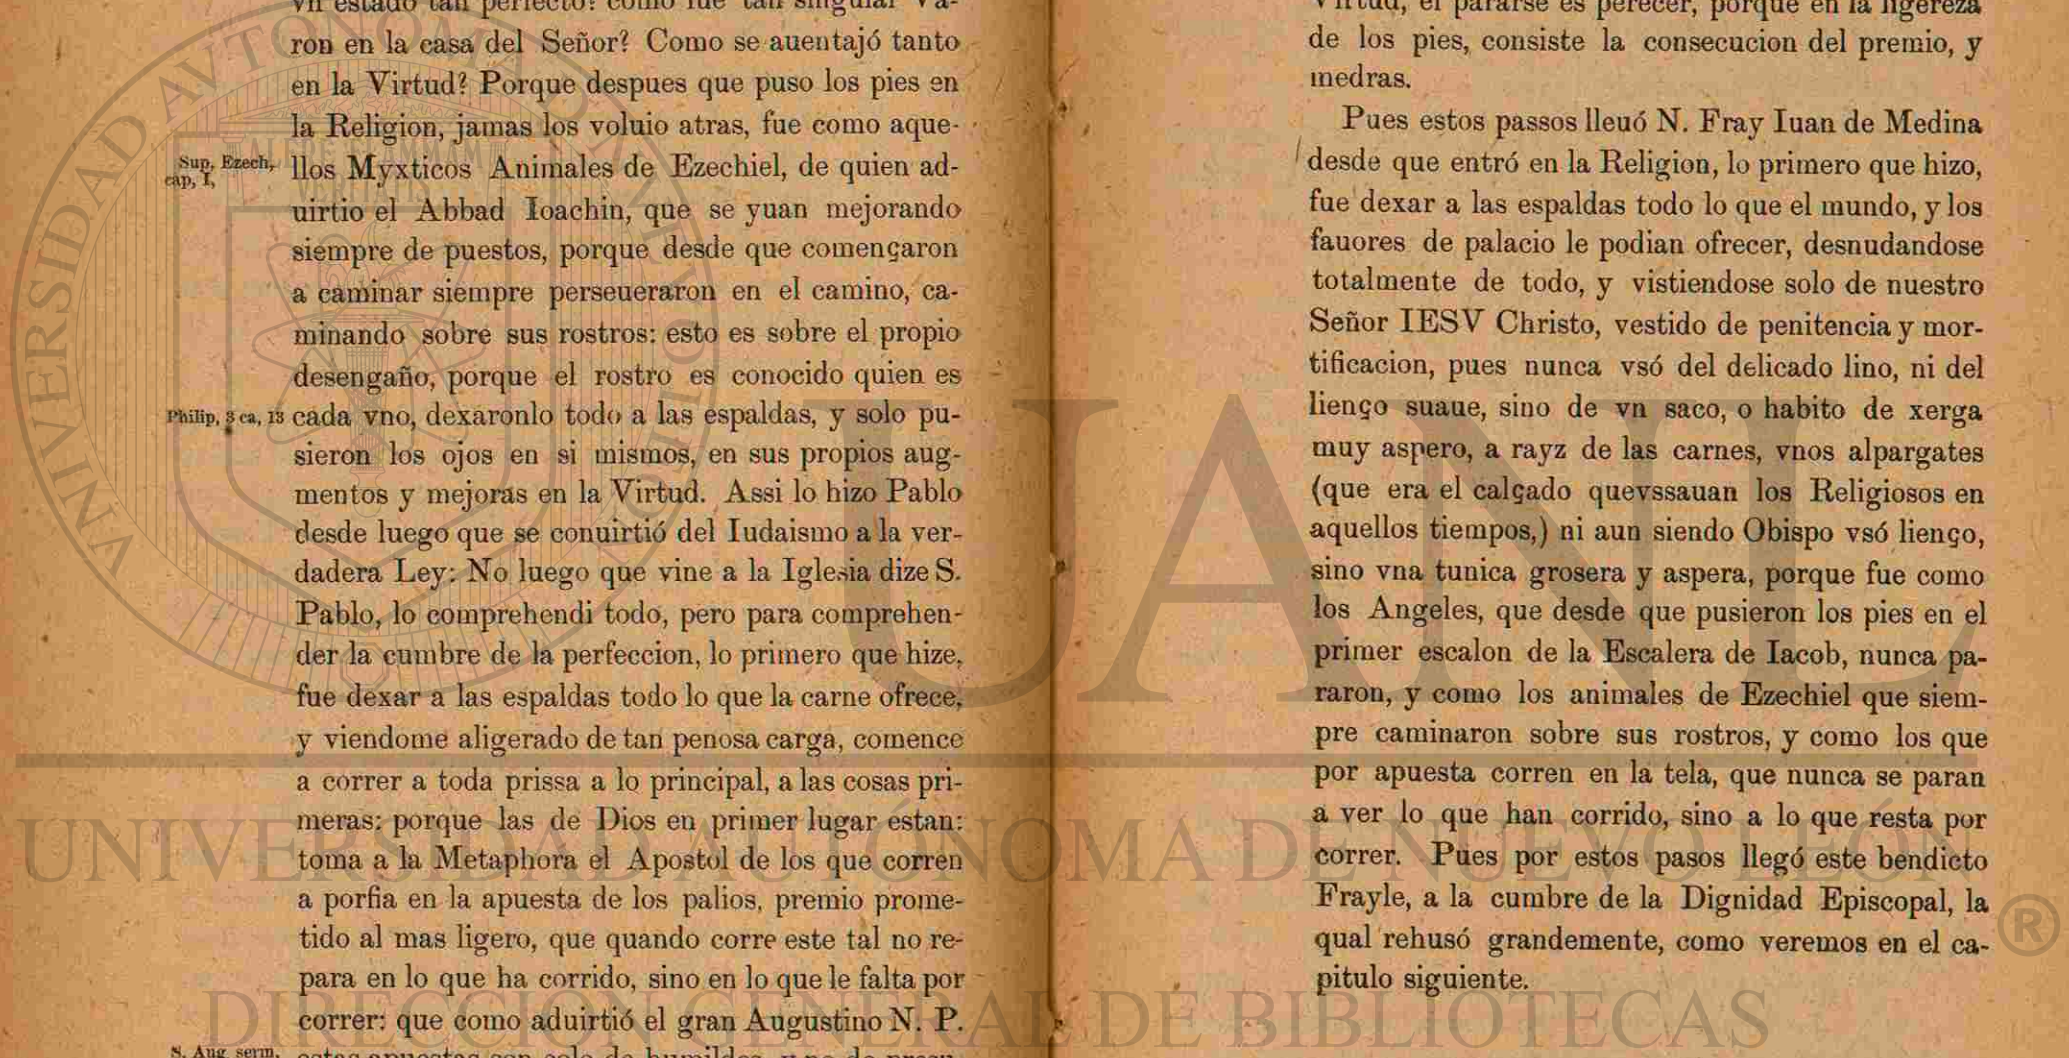 vn estado tan perfecto? como fue tan singular Va-
ron en la casa del Señor? Como se auentajó tanto
en la Virtud? Porque despues que puso los pies en
la Religion, jamas los voluio atras, fue como aque-
Sup, Ezech,
cap, I,
llos Myxticos Animales de Ezechiel, de quien ad-
uirtio el Abbad Ioachin, que se yuan mejorando
siempre de puestos, porque desde que començaron
a caminar siempre perseueraron en el camino, ca-
minando sobre sus rostros: esto es sobre el propio
desengaño, porque el rostro es conocido quien es
Philip, 3 ca, 13
cada vno, dexaronlo todo a las espaldas, y solo pu-
sieron los ojos en si mismos, en sus propios aug-
mentos y mejoras en la Virtud. Assi lo hizo Pablo
desde luego que se conuirtió del Iudaismo a la ver-
dadera Ley: No luego que vine a la Iglesia dize S.
Pablo, lo comprehendi todo, pero para comprehen-
der la cumbre de la perfeccion, lo primero que hize,
fue dexar a las espaldas todo lo que la carne ofrece,
y viendome aligerado de tan penosa carga, comence
a correr a toda prissa a lo principal, a las cosas pri-
meras: porque las de Dios en primer lugar estan:
toma a la Metaphora el Apostol de los que corren
a porfia en la apuesta de los palios, premio prome-
tido al mas ligero, que quando corre este tal no re-
para en lo que ha corrido, sino en lo que le falta por
correr: que como aduirtió el gran Augustino N. P.
S. Aug. serm.
Virtud, el pararse es perecer, porque en la ligereza
de los pies, consiste la consecucion del premio, y
medras.
Pues estos passos lleuó N. Fray Iuan de Medina
desde que entró en la Religion, lo primero que hizo,
fue dexar a las espaldas todo lo que el mundo, y los
fauores de palacio le podian ofrecer, desnudandose
totalmente de todo, y vistiendose solo de nuestro
Señor IESV Christo, vestido de penitencia y mor-
tificacion, pues nunca vsó del delicado lino, ni del
lienço suaue, sino de vn saco, o habito de xerga
muy aspero, a rayz de las carnes, vnos alpargates
(que era el calçado quevssauan los Religiosos en
aquellos tiempos,) ni aun siendo Obispo vsó lienço,
sino vna tunica grosera y aspera, porque fue como
los Angeles, que desde que pusieron los pies en el
primer escalon de la Escalera de Iacob, nunca pa-
raron, y como los animales de Ezechiel que siem-
pre caminaron sobre sus rostros, y como los que
por apuesta corren en la tela, que nunca se paran
a ver lo que han corrido, sino a lo que resta por
correr. Pues por estos pasos llegó este bendicto
Frayle, a la cumbre de la Dignidad Episcopal, la
qual rehusó grandemente, como veremos en el ca-
pitulo siguiente.
UANL
UNIVERSIDAD AUTÓNOMA DE NUEVO LEÓN
®
DIRECCIÓN GENERAL DE BIBLIOTECAS